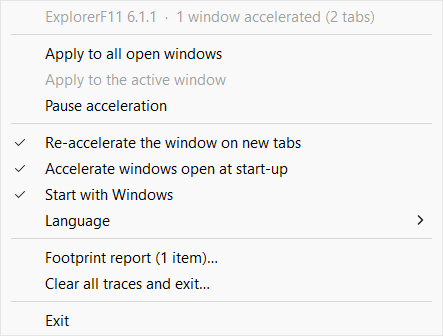 ExplorerF11 6.1.1 · 1 window accelerated (2 tabs)
Apply to all open windows
Apply to the active window
Pause acceleration
Re-accelerate the window on new tabs
Accelerate windows open at start-up
Start with Windows
Language
Footprint report (1 item)...
Clear all traces and exit...
Exit